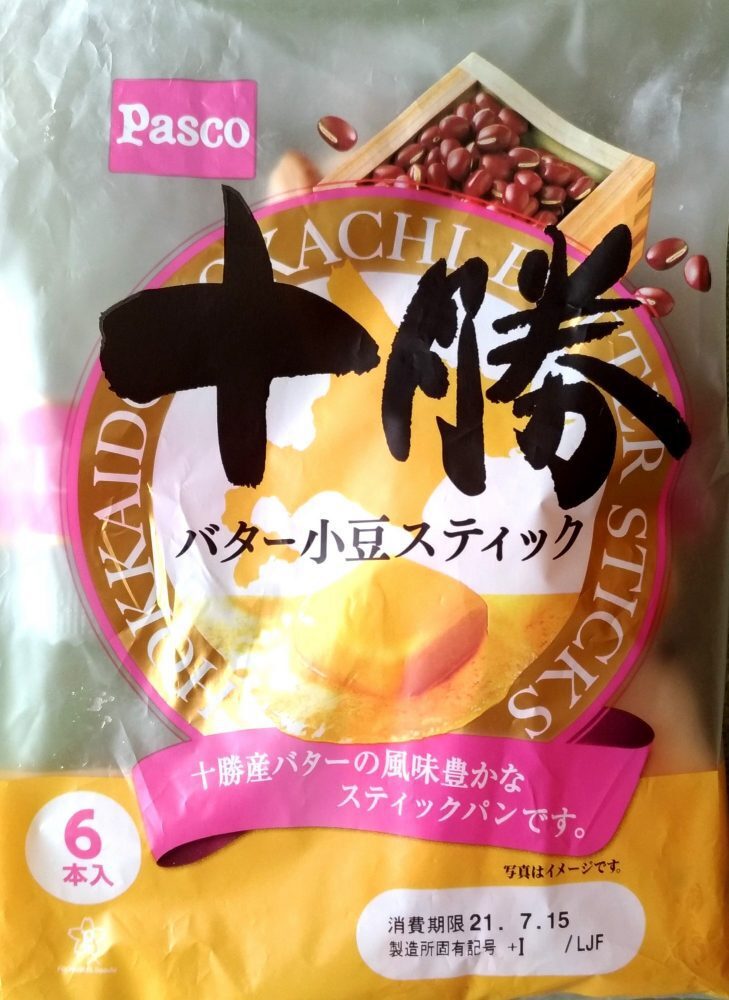 Pasco
HOKKAIDO TOKACHI BUTTER STICKS
十勝
バター小豆スティック
十勝産バターの風味豊かな
スティックパンです。
6
本入
写真はイメージです。
消費期限 21. 7.15
製造所固有記号 +I /LJF